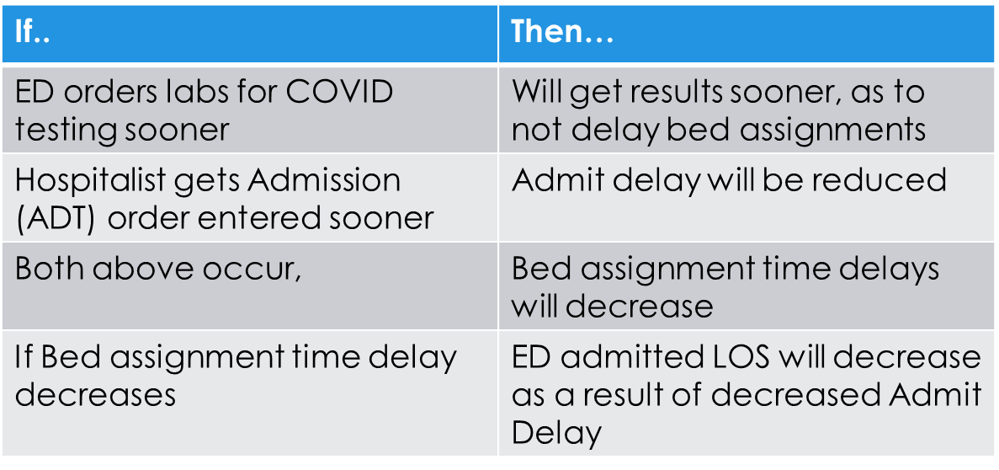 If..
Then…
ED orders labs for COVID
testing sooner
Will get results sooner, as to
not delay bed assignments
Hospitalist gets Admission
(ADT) order entered sooner
Admit delay will be reduced
Both above occur,
Bed assignment time delays
will decrease
If Bed assignment time delay
decreases
ED admitted LOS will decrease
as a result of decreased Admit
Delay